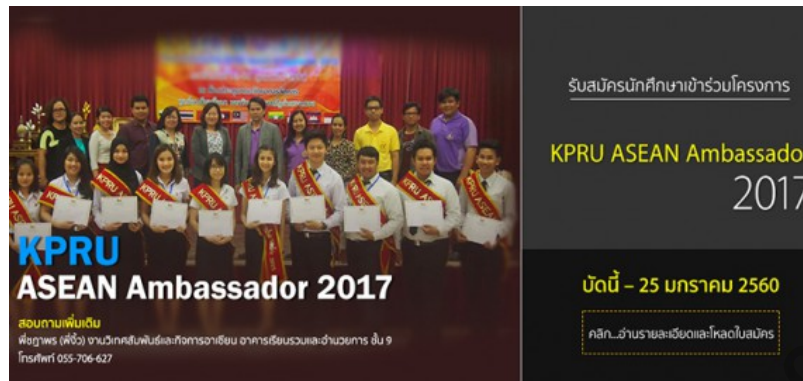 KPRU
ASEAN Ambassador 2017
สอบถามเพิ่มเติม
พี่ชฎาพร (พี่จิ๋ว) งานวิเทศสัมพันธ์และกิจการอาเซียน อาคารเรียนรวมและอำนวยการ ชั้น 9
โทรศัพท์ 055-706-627
รับสมัครนักศึกษาเข้าร่วมโครงการ
KPRU ASEAN Ambassado
2017
บัดนี้ – 25 มกราคม 2560
คลิก...อ่านรายละเอียดและโหลดใบสมัคร